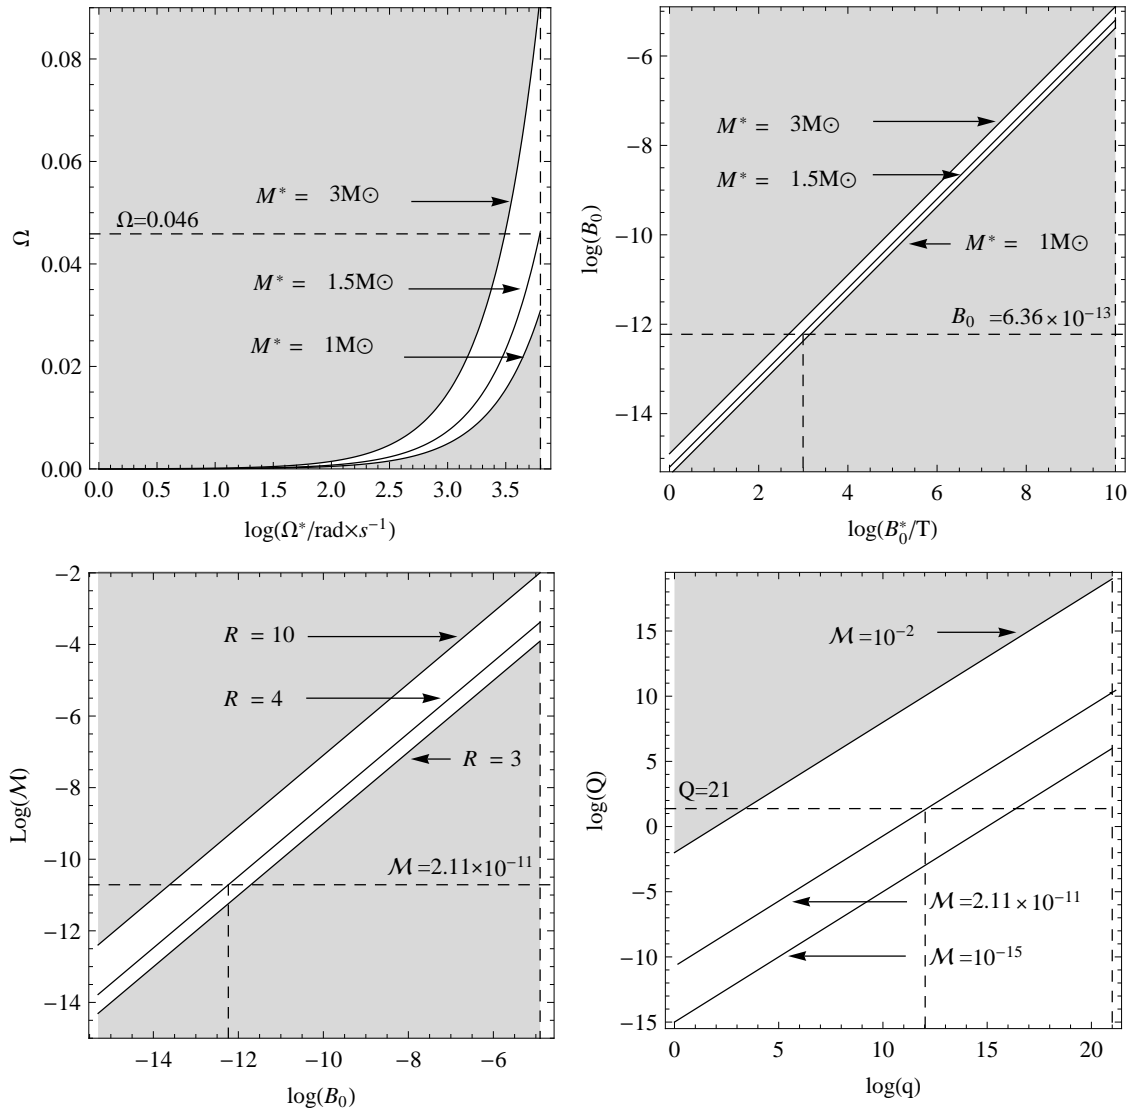 0.08
0.06
0.04
0.02
0.00
Ω
M* = 3M⊙
Ω=0.046
M* = 1.5M⊙
M* = 1M⊙
0.0 0.5 1.0 1.5 2.0 2.5 3.0 3.5
log(Ω*/rad×s⁻¹)
−6
−8
−10
−12
−14
log(B₀)
M* = 3M⊙
M* = 1.5M⊙
M* = 1M⊙
B₀ =6.36×10⁻¹³
0 2 4 6 8 10
log(B₀*/T)
−2
−4
−6
−8
−10
−12
−14
Log(ℳ)
R = 10
R = 4
R = 3
ℳ=2.11×10⁻¹¹
−14 −12 −10 −8 −6
log(B₀)
15
10
5
0
−5
−10
−15
log(Q)
ℳ=10⁻²
Q=21
ℳ=2.11×10⁻¹¹
ℳ=10⁻¹⁵
0 5 10 15 20
log(q)